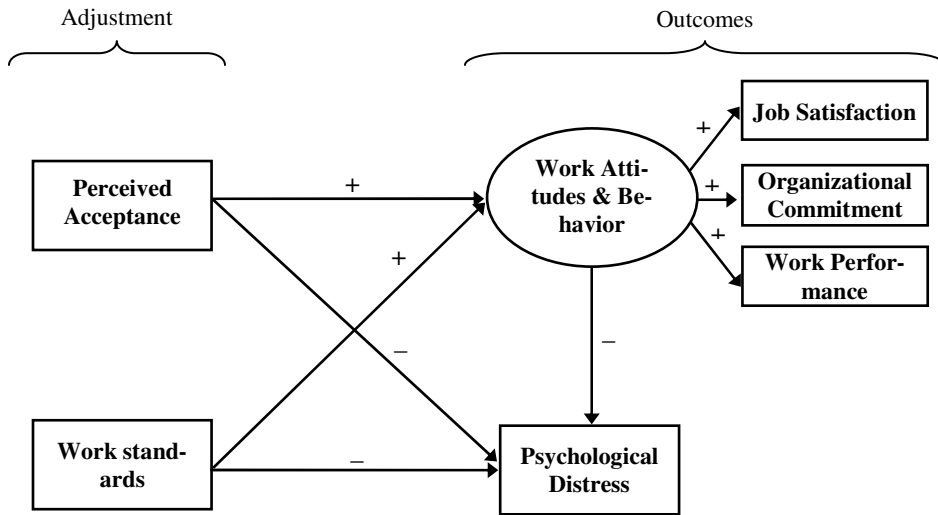 Adjustment
Outcomes
Job Satisfaction
+
Perceived
Acceptance
+
Work Atti-
tudes & Be-
havior
+
Organizational
Commitment
+
+
Work Perfor-
mance
–
–
Work stand-
ards
–
Psychological
Distress